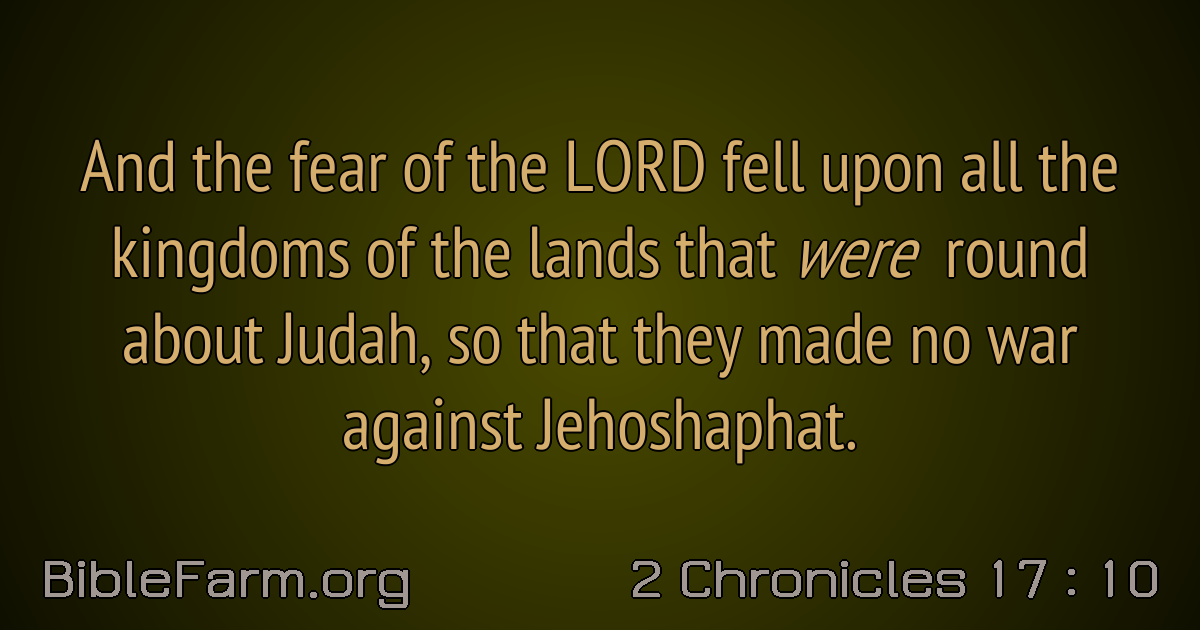 And the fear of the LORD fell upon all the
kingdoms of the lands that were round
about Judah, so that they made no war
against Jehoshaphat.
BibleFarm.org
2 Chronicles 17 : 10